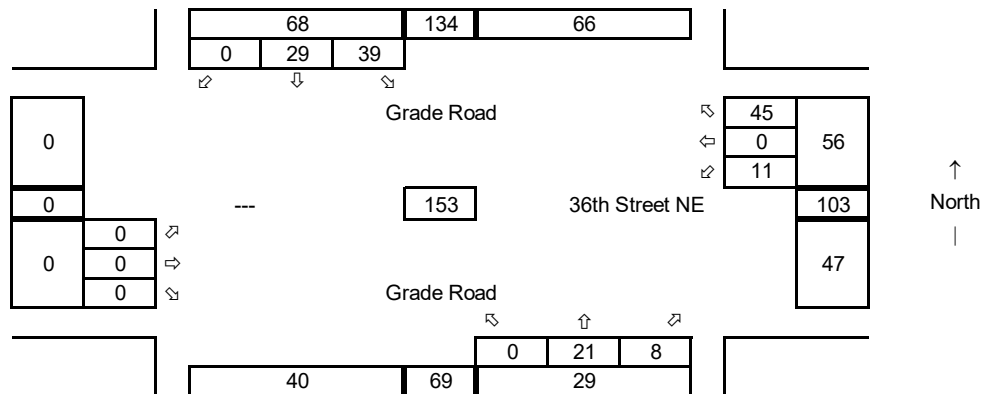 68 134 66
0 29 39
⬃ ⇩ ⬂
Grade Road
⬁ 45
0 ⇦ 0 56
⬃ 11 ↑
0 --- 153 36th Street NE 103 North
0 ⬀ |
0 0 ⇨ 47
0 ⬂ Grade Road
⬁ ⇧ ⬀
0 21 8
40 69 29